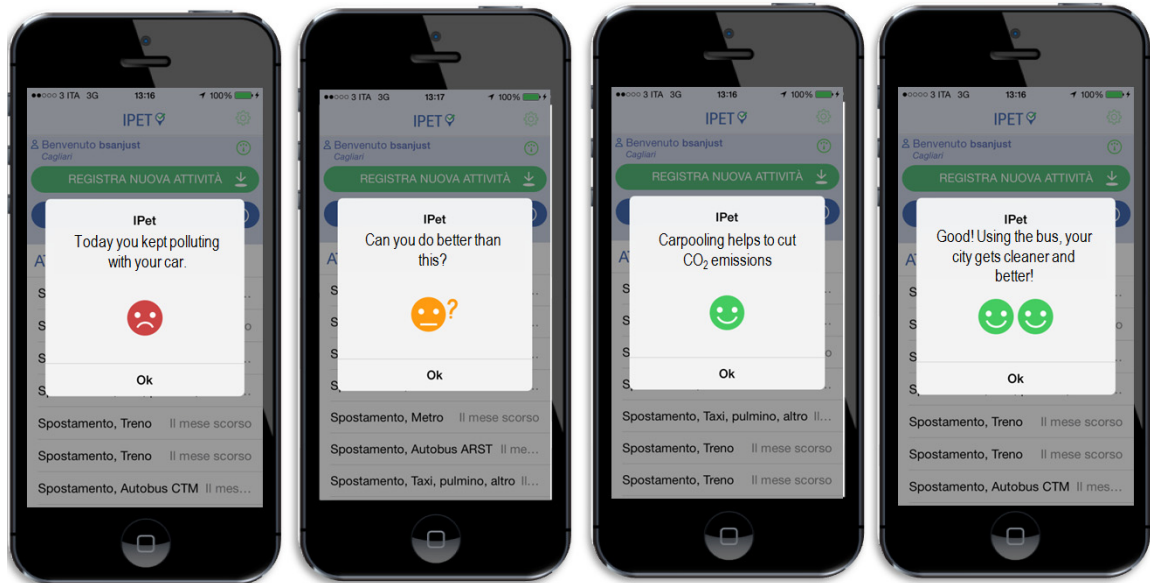 3 ITA 3G 13:16 100%
IPET
Benvenuto bsanjust
Cagliari
REGISTRA NUOVA ATTIVITÀ
IPet
Today you kept polluting
with your car.
Ok
Spostamento, Treno Il mese scorso
Spostamento, Treno Il mese scorso
Spostamento, Autobus CTM Il mes...
3 ITA 3G 13:17 100%
IPET
Benvenuto bsanjust
Cagliari
REGISTRA NUOVA ATTIVITÀ
IPet
Can you do better than
this?
?
Ok
Spostamento, Metro Il mese scorso
Spostamento, Autobus ARST Il me...
Spostamento, Taxi, pulmino, altro Il...
3 ITA 3G 13:16 100%
IPET
Benvenuto bsanjust
Cagliari
REGISTRA NUOVA ATTIVITÀ
IPet
Carpooling helps to cut
CO₂ emissions
Ok
Spostamento, Taxi, pulmino, altro Il...
Spostamento, Treno Il mese scorso
Spostamento, Treno Il mese scorso
3 ITA 3G 13:16 100%
IPET
Benvenuto bsanjust
Cagliari
REGISTRA NUOVA ATTIVITÀ
IPet
Good! Using the bus, your
city gets cleaner and
better!
Ok
Spostamento, Treno Il mese scorso
Spostamento, Treno Il mese scorso
Spostamento, Autobus CTM Il mes...